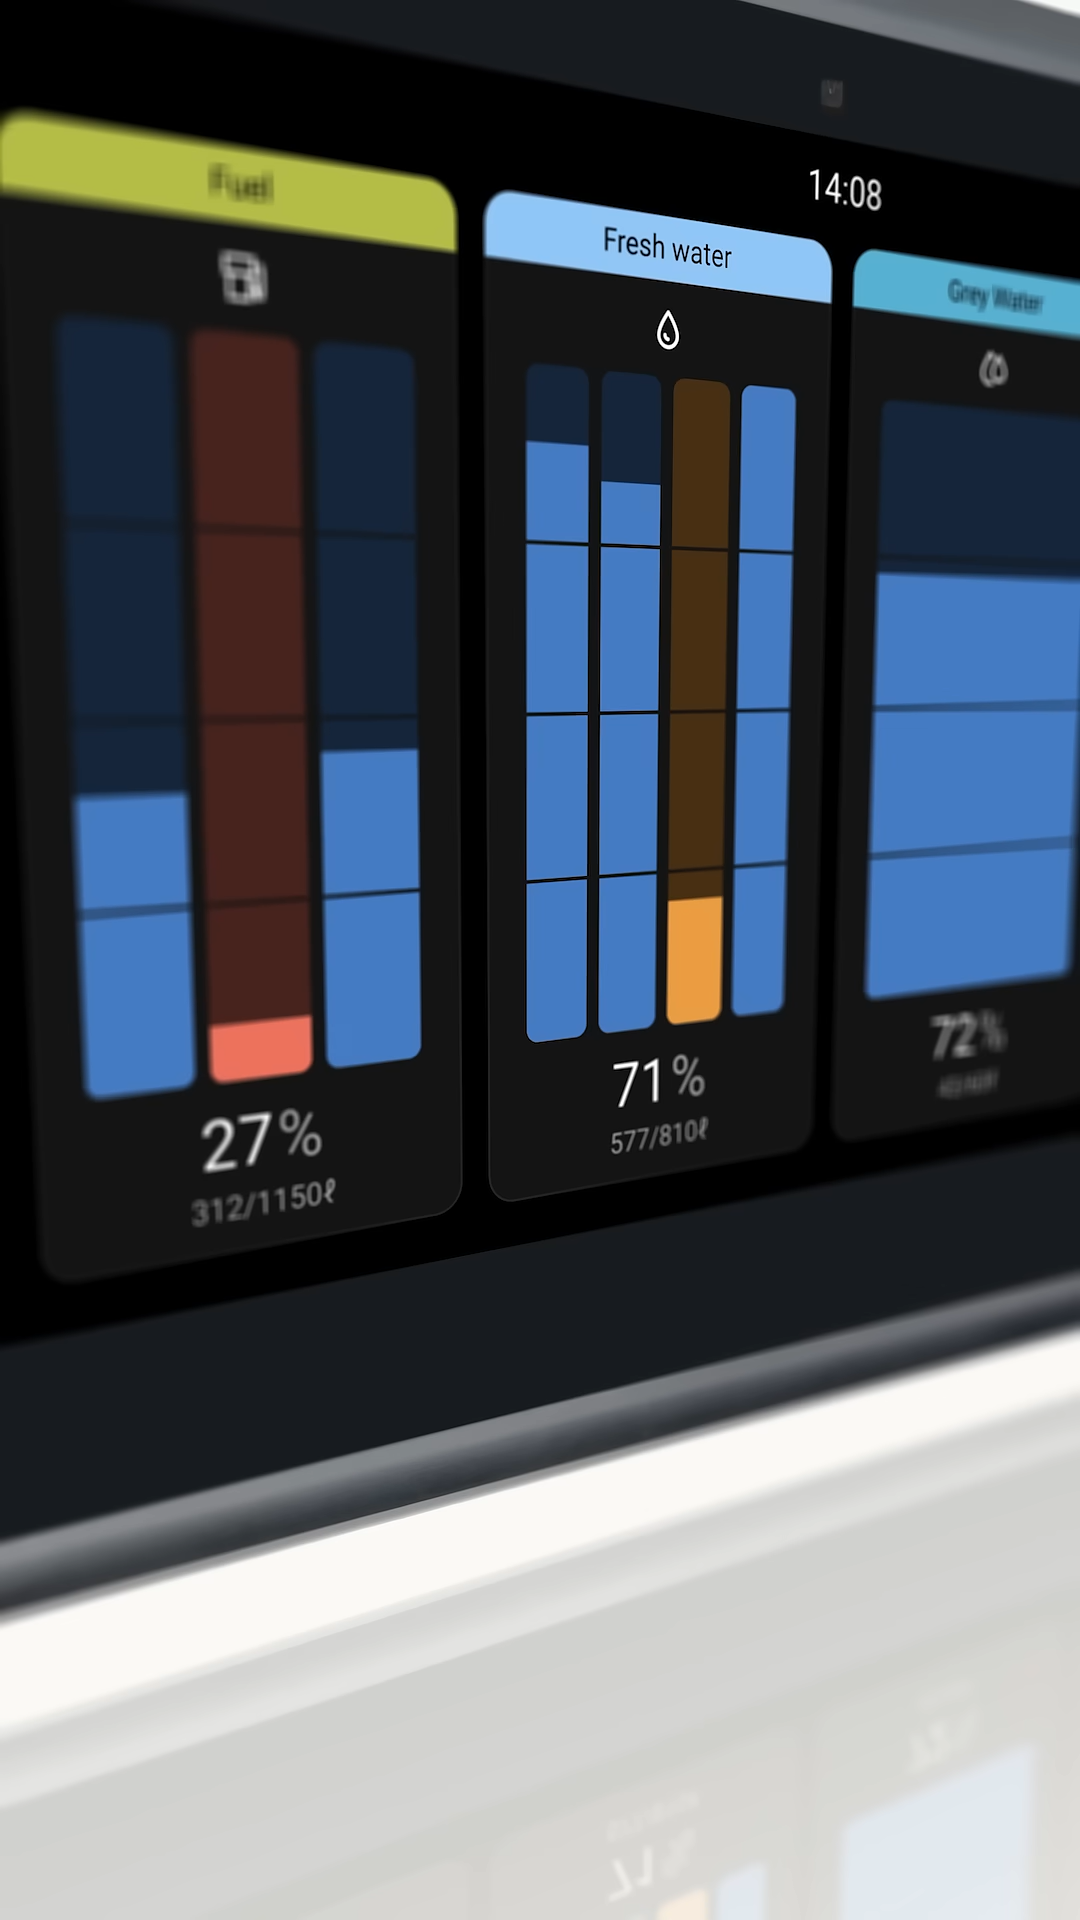 14:08
Fuel
27%
312/1150ℓ
Fresh water
71%
577/810ℓ
Grey Water
72%